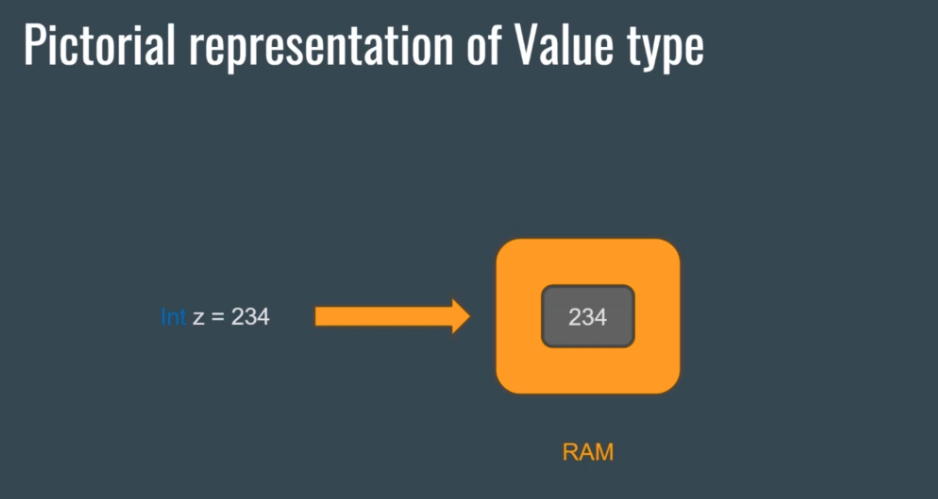 Pictorial representation of Value type
Int z = 234
234
RAM